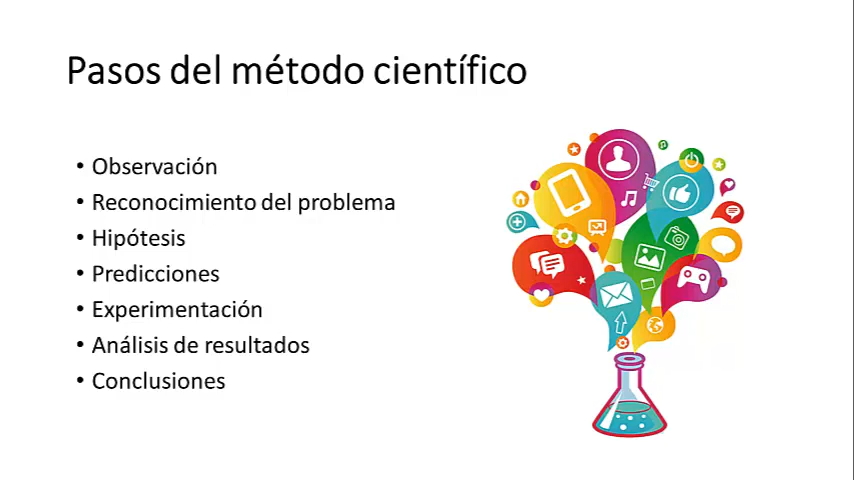 Pasos del método científico
• Observación
• Reconocimiento del problema
• Hipótesis
• Predicciones
• Experimentación
• Análisis de resultados
• Conclusiones